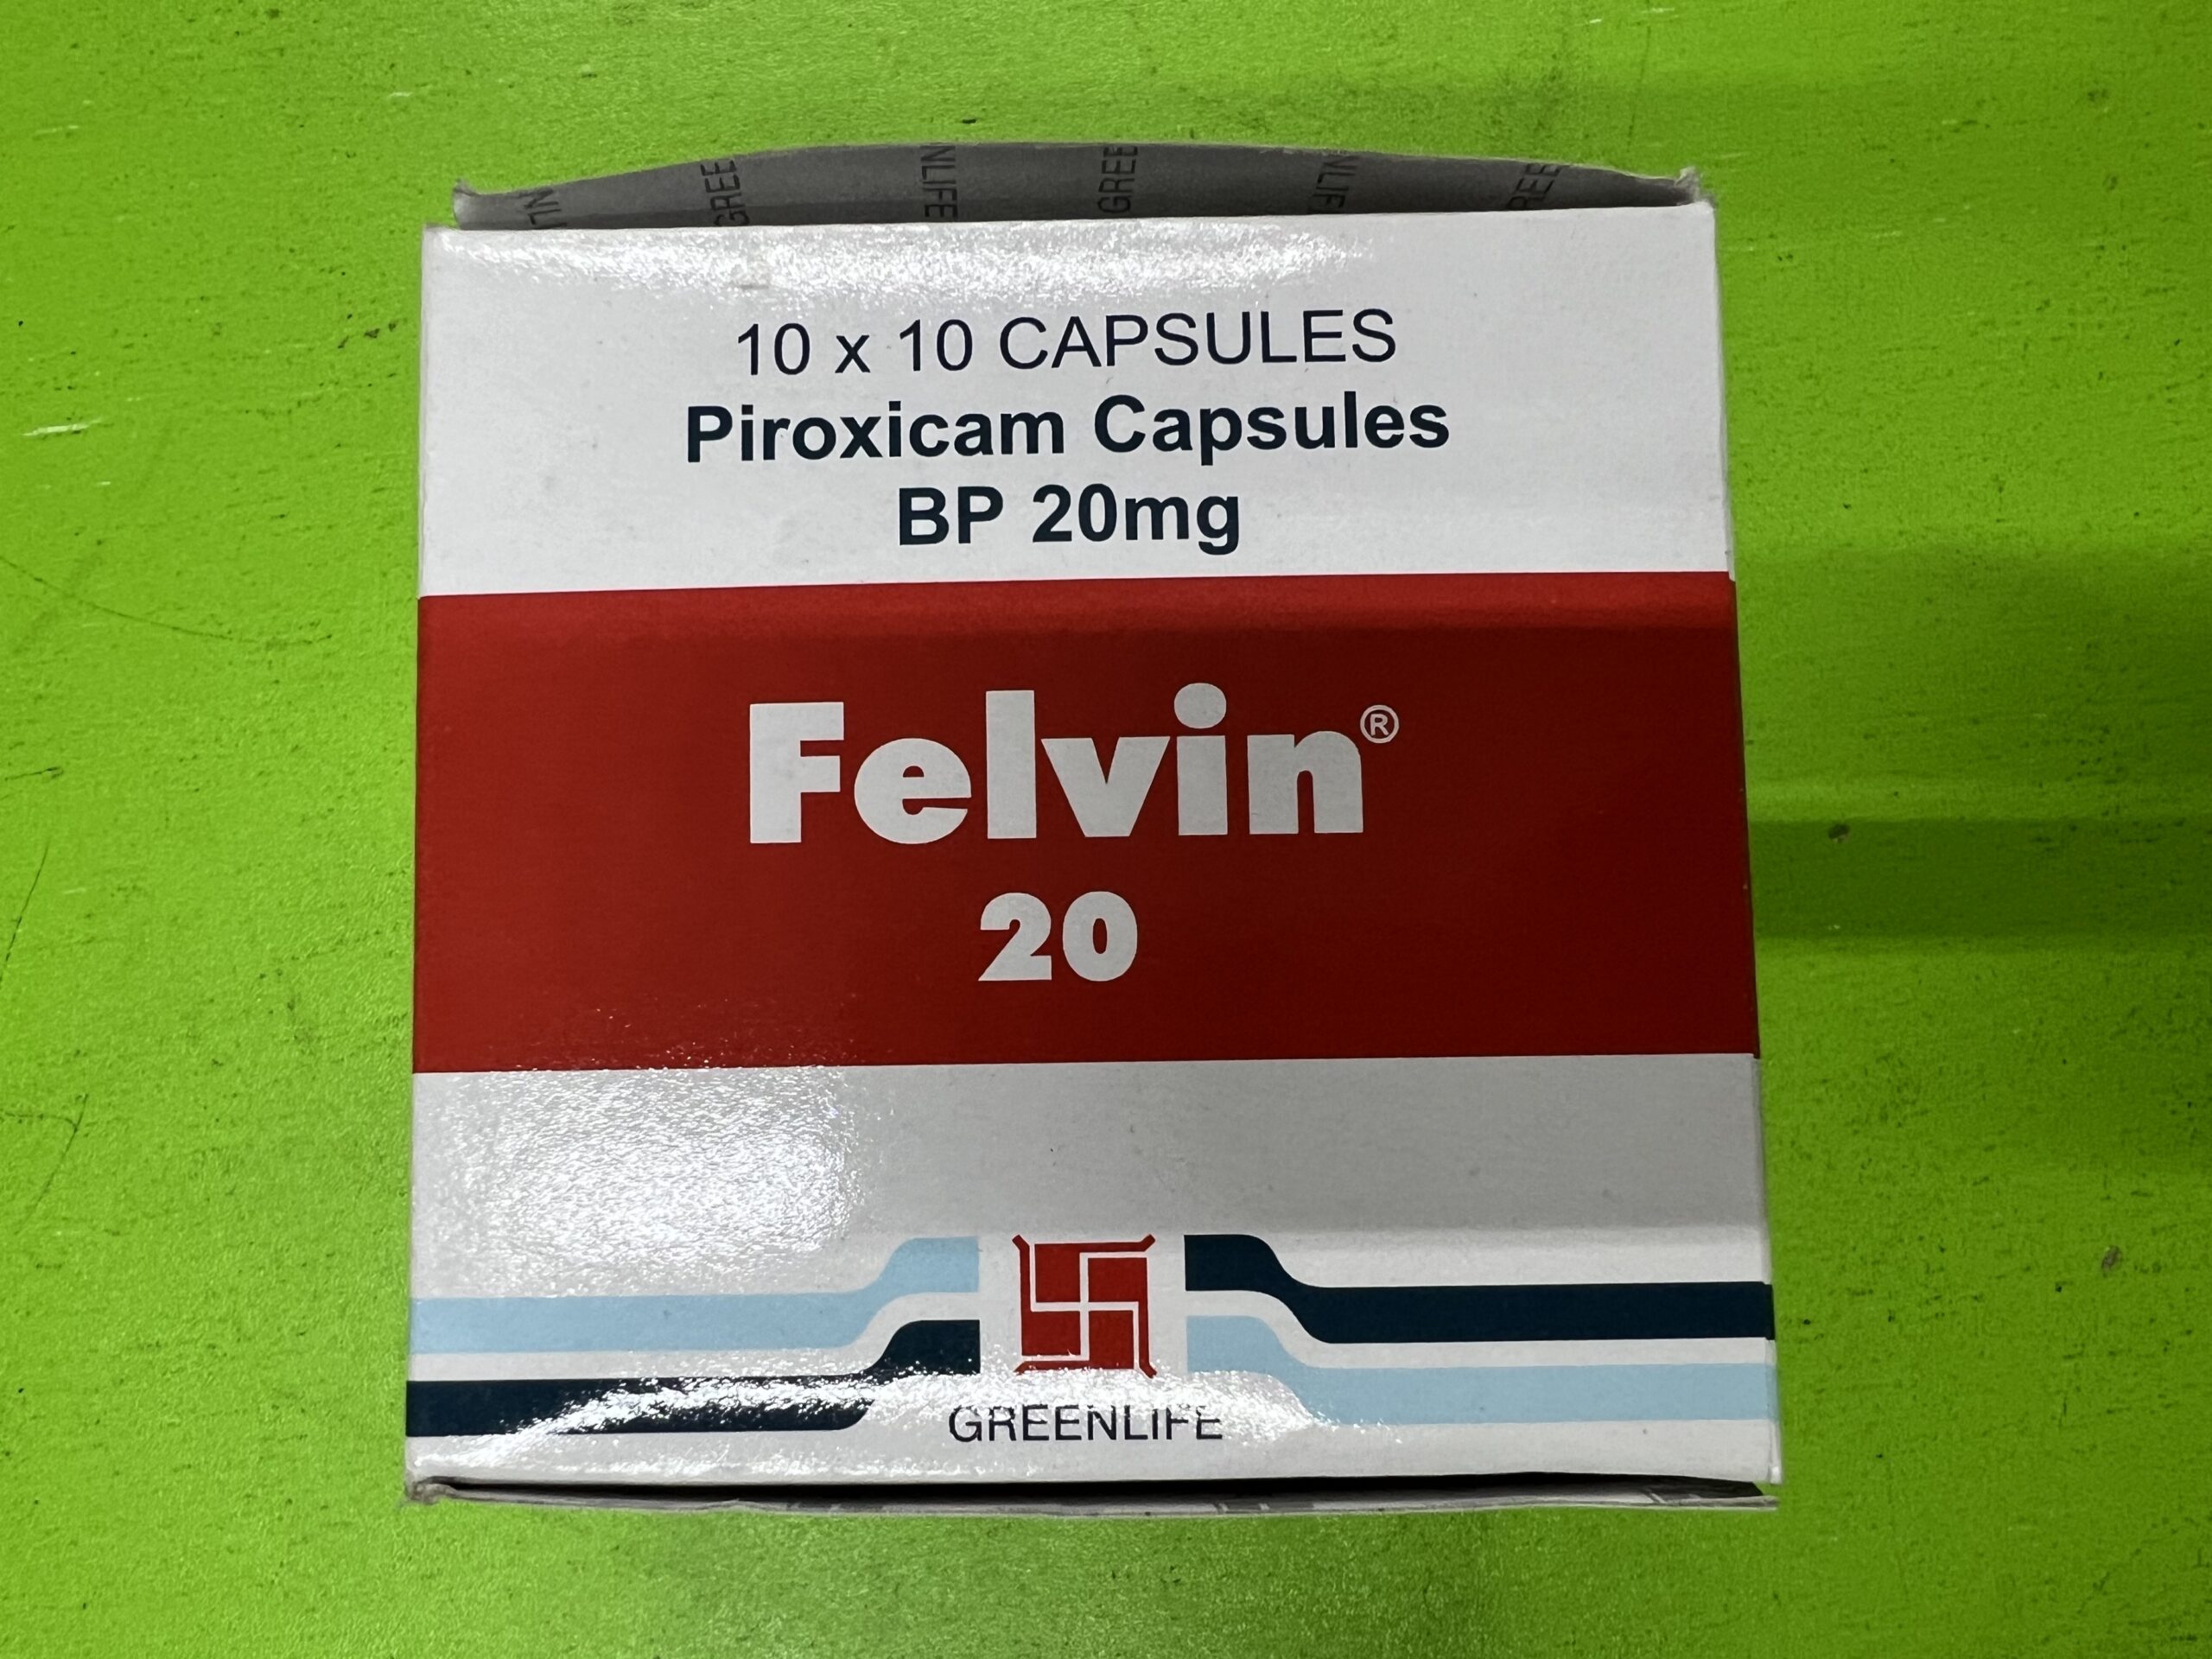 10 x 10 CAPSULES
Piroxicam Capsules
BP 20mg
Felvin®
20
GREENLIFE